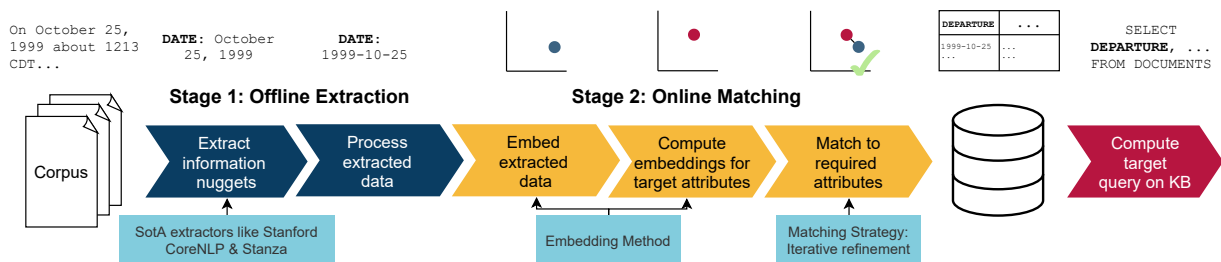 On October 25,
1999 about 1213
CDT...
DATE: October
25, 1999
DATE:
1999-10-25
DEPARTURE
...
1999-10-25
...
...
...
SELECT
DEPARTURE, ...
FROM DOCUMENTS
Stage 1: Offline Extraction
Stage 2: Online Matching
Corpus
Extract
information
nuggets
Process
extracted
data
Embed
extracted
data
Compute
embeddings for
target attributes
Match to
required
attributes
Compute
target
query on KB
SotA extractors like Stanford
CoreNLP & Stanza
Embedding Method
Matching Strategy:
Iterative refinement